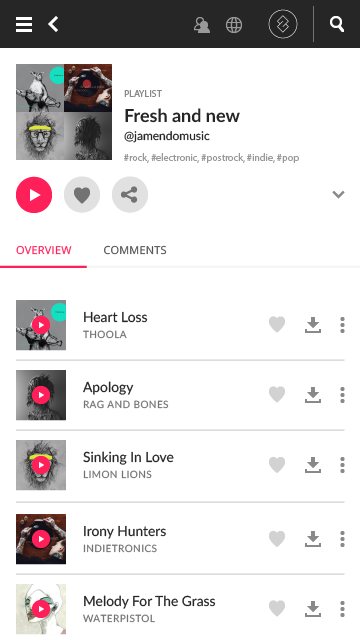 PLAYLIST
Fresh and new
@jamendomusic
#rock, #electronic, #postrock, #indie, #pop
OVERVIEW
COMMENTS
Heart Loss
THOOLA
Apology
RAG AND BONES
Sinking In Love
LIMON LIONS
Irony Hunters
INDIETRONICS
Melody For The Grass
WATERPISTOL